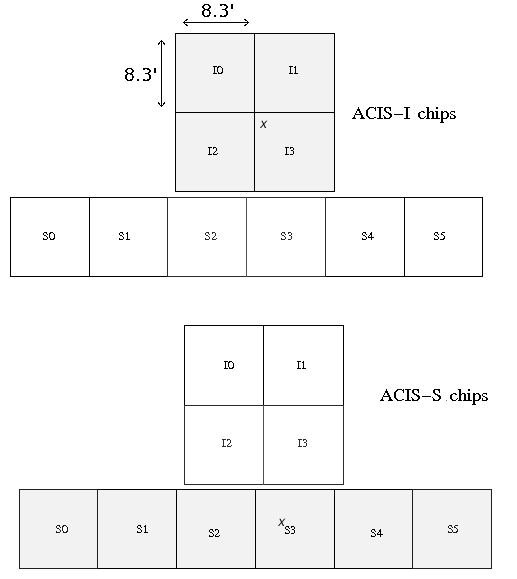 8.3'
8.3'
I0 I1
ACIS-I chips
x
I2 I3
S0 S1 S2 S3 S4 S5
I0 I1
ACIS-S chips
I2 I3
x
S0 S1 S2 S3 S4 S5